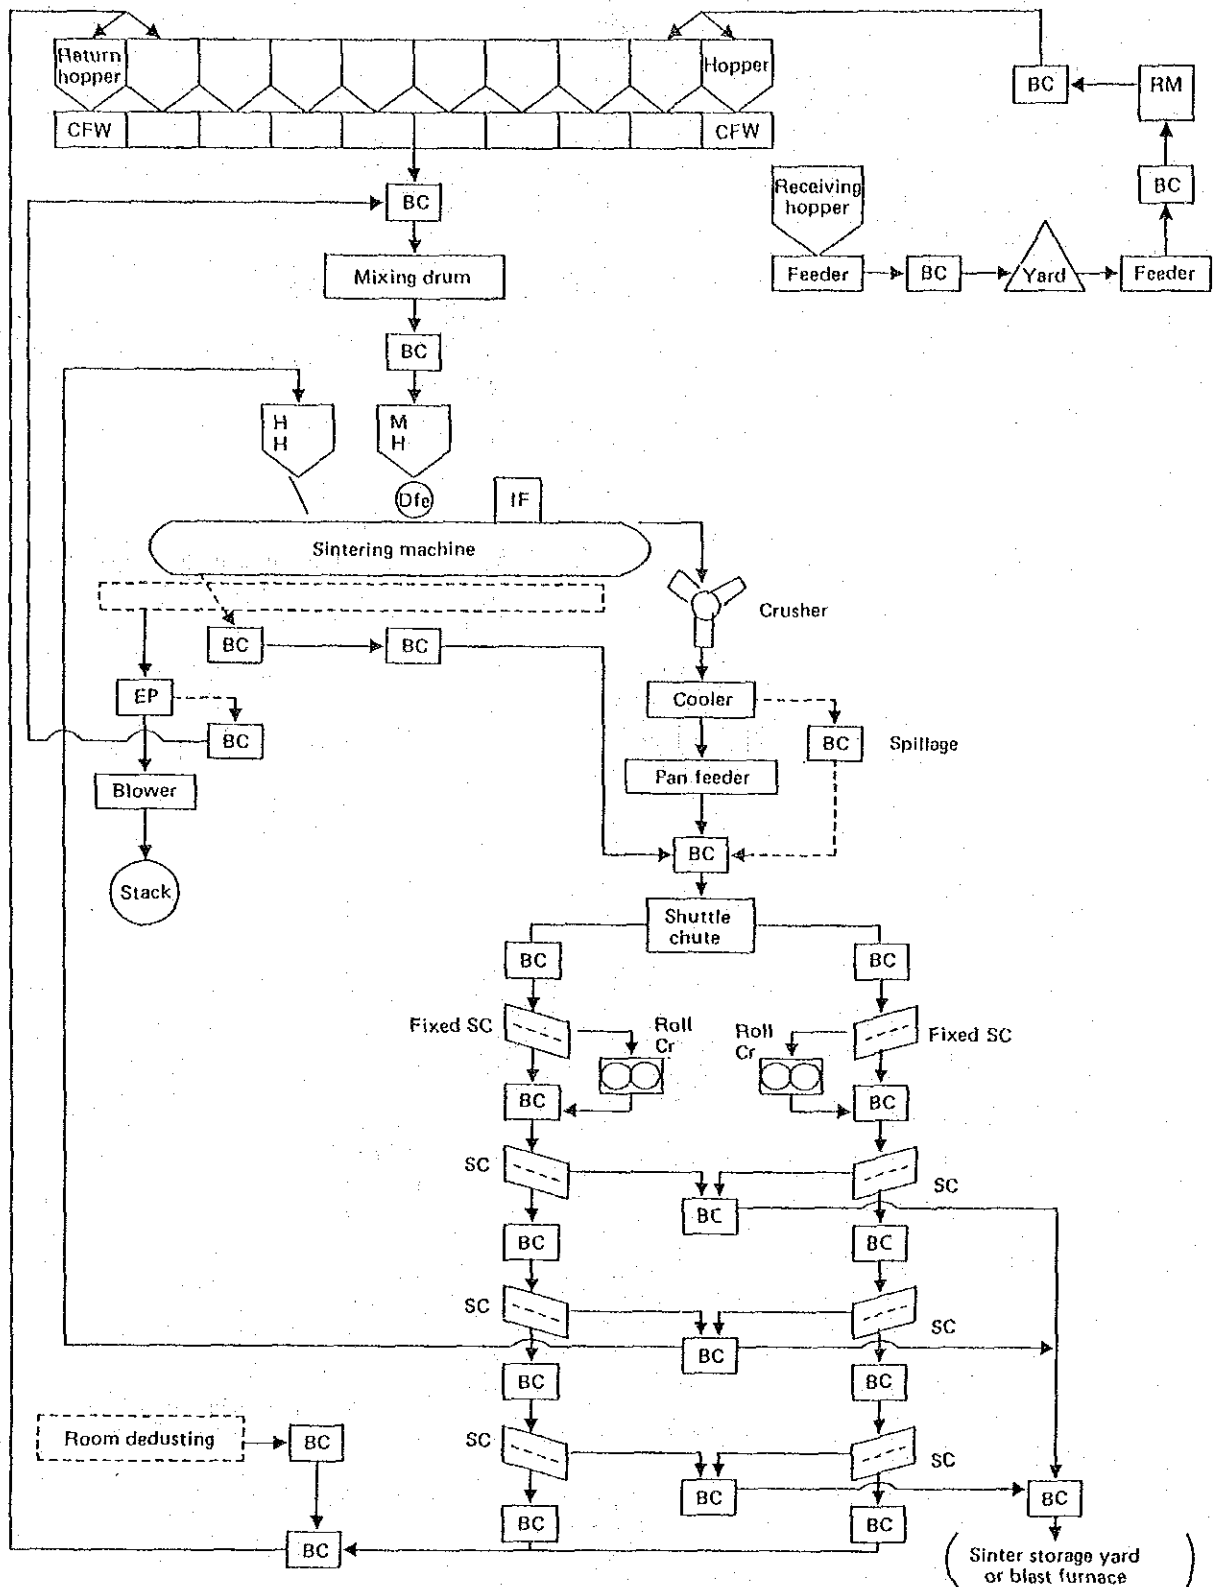 Return
hopper
Hopper
BC
RM
CFW
CFW
BC
BC
Receiving
hopper
Feeder
BC
Yard
Feeder
Mixing drum
BC
H
H
M
H
Dfe
IF
Sintering machine
Crusher
BC
BC
EP
Cooler
BC
BC
Spillage
Blower
Pan feeder
BC
Stack
Shuttle
chute
BC
BC
Fixed SC
Roll
Cr
Roll
Cr
Fixed SC
BC
BC
SC
SC
BC
BC
BC
SC
SC
BC
BC
BC
Room dedusting
BC
SC
SC
BC
BC
BC
BC
BC
Sinter storage yard
or blast furnace